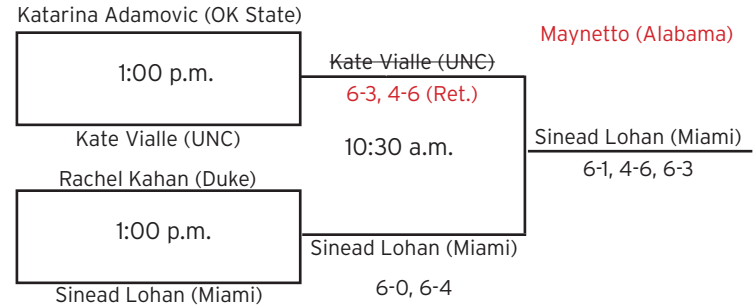 Katarina Adamovic (OK State)
1:00 p.m.
Kate Vialle (UNC)
Rachel Kahan (Duke)
1:00 p.m.
Sinead Lohan (Miami)
Kate Vialle (UNC)
6-3, 4-6 (Ret.)
10:30 a.m.
Sinead Lohan (Miami)
6-0, 6-4
Maynetto (Alabama)
Sinead Lohan (Miami)
6-1, 4-6, 6-3